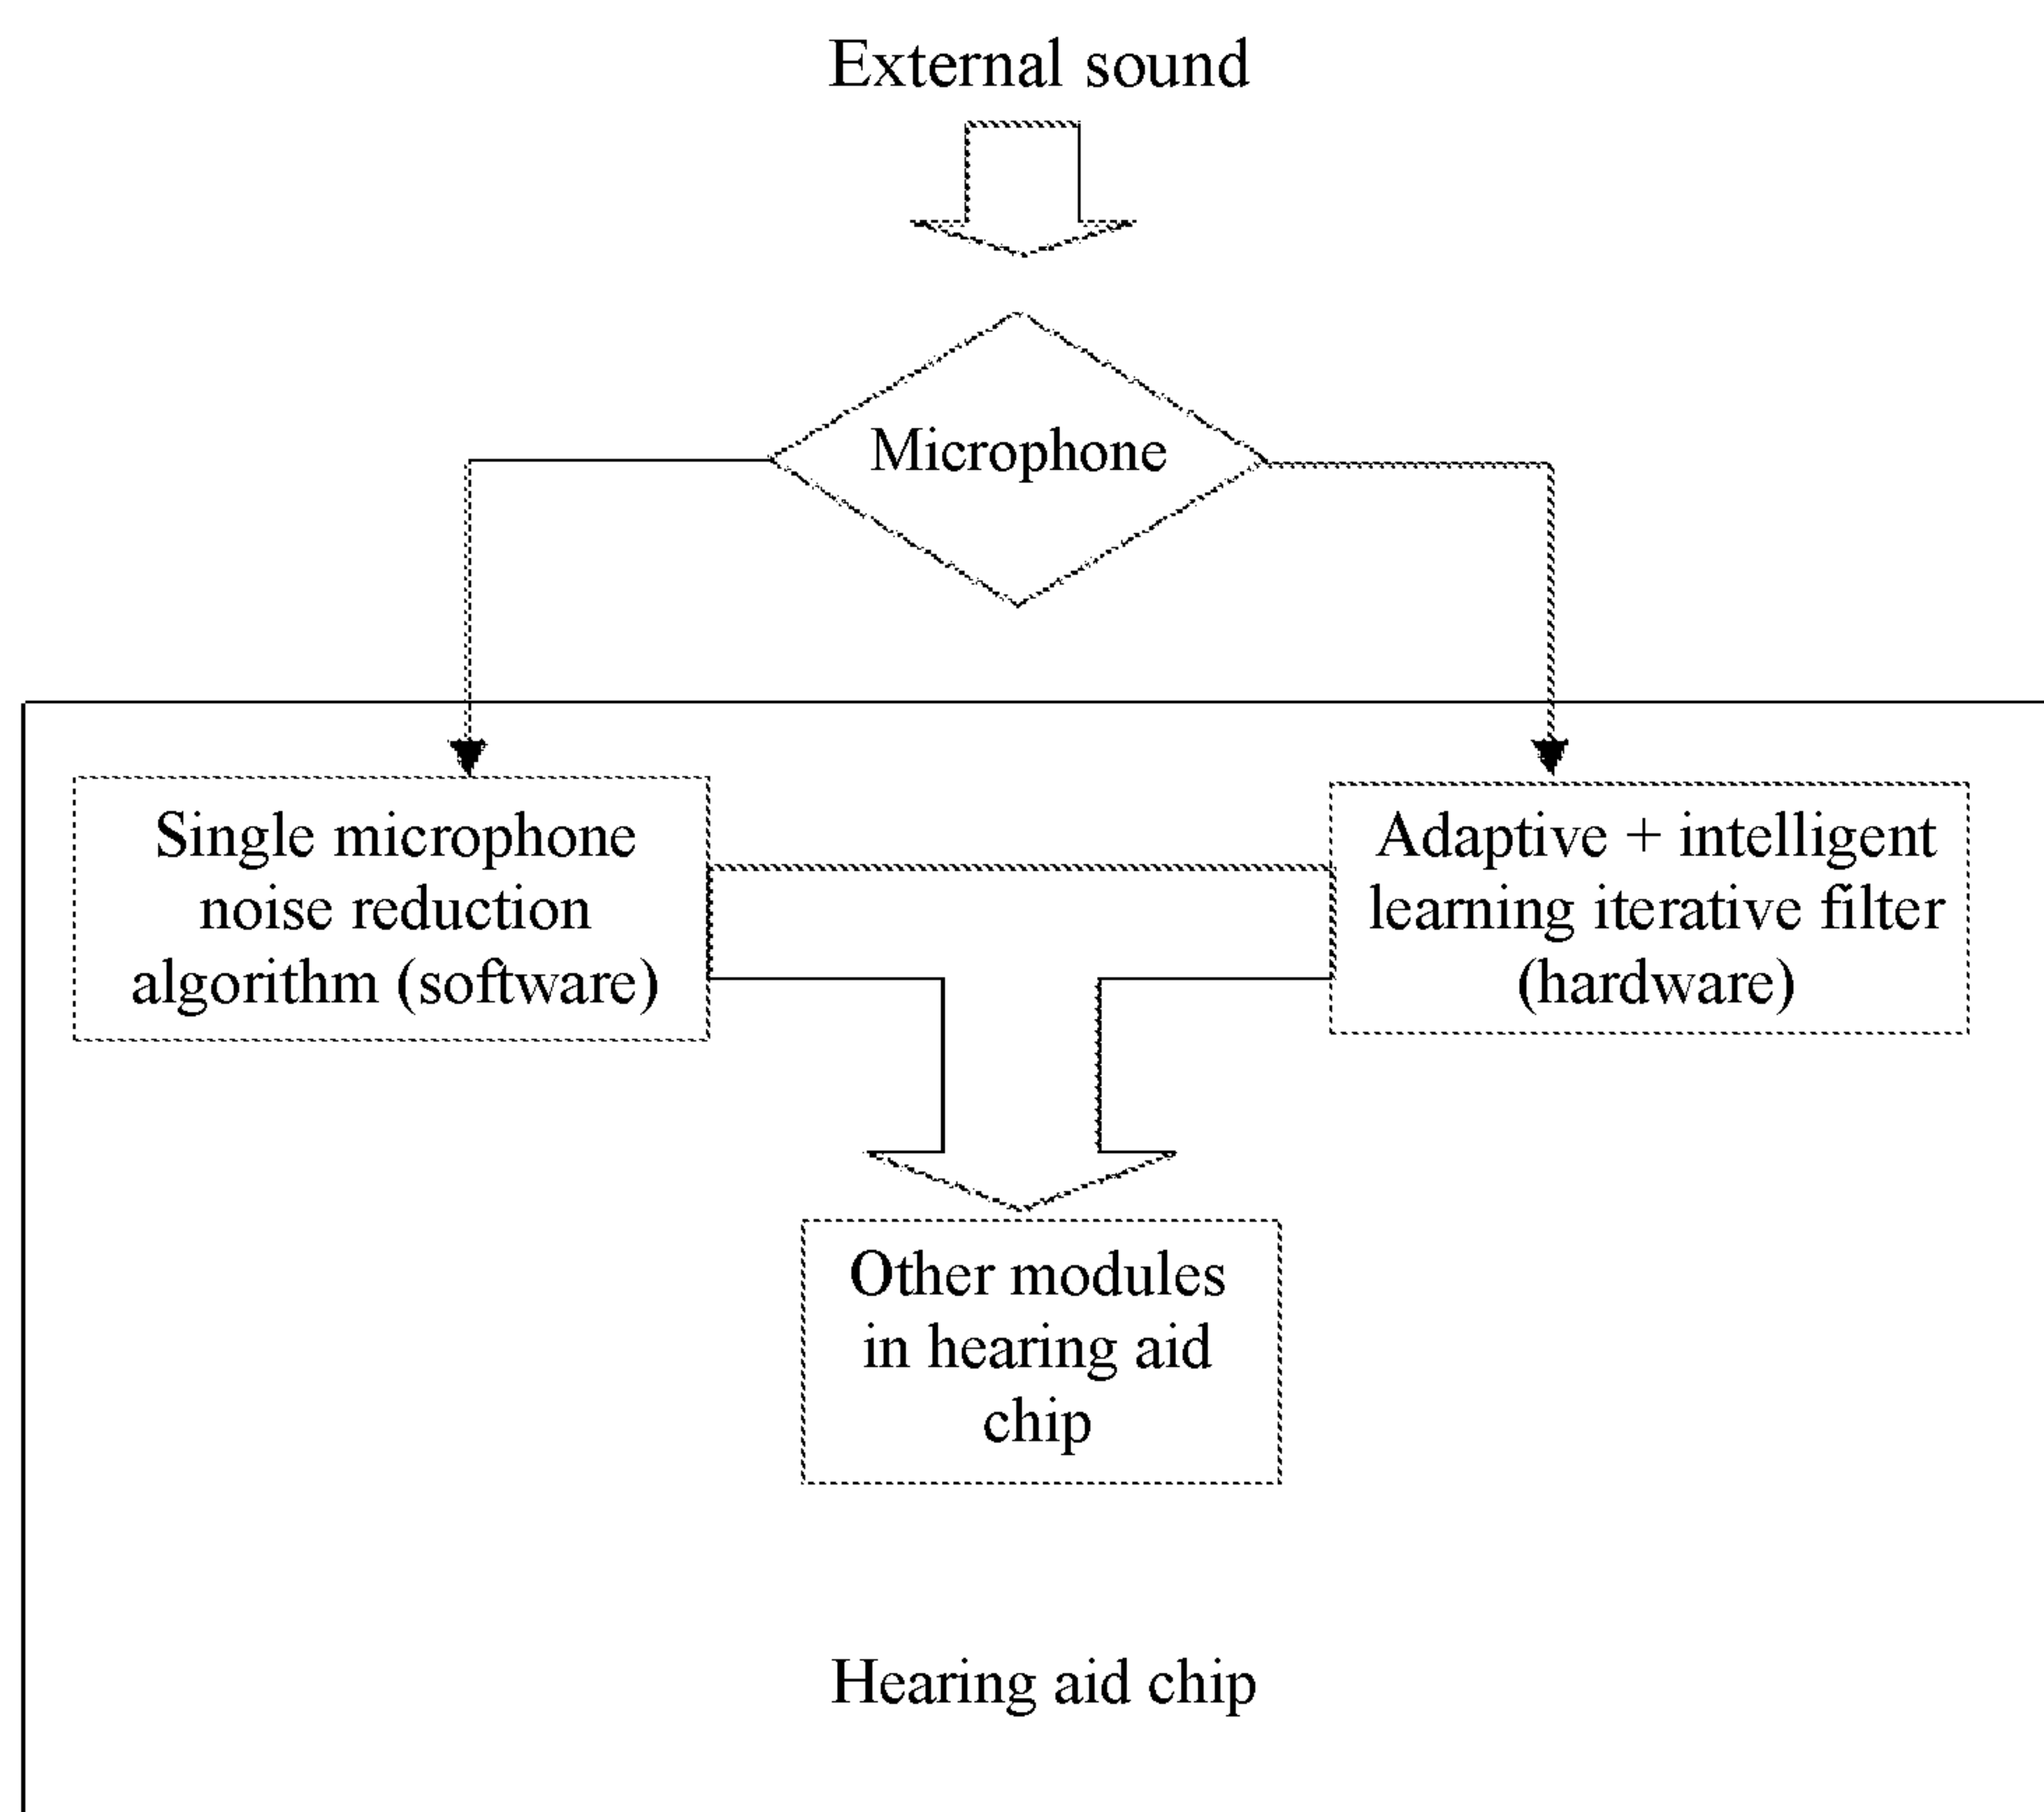 External sound
Microphone
Single microphone
noise reduction
algorithm (software)
Adaptive + intelligent
learning iterative filter
(hardware)
Other modules
in hearing aid
chip
Hearing aid chip